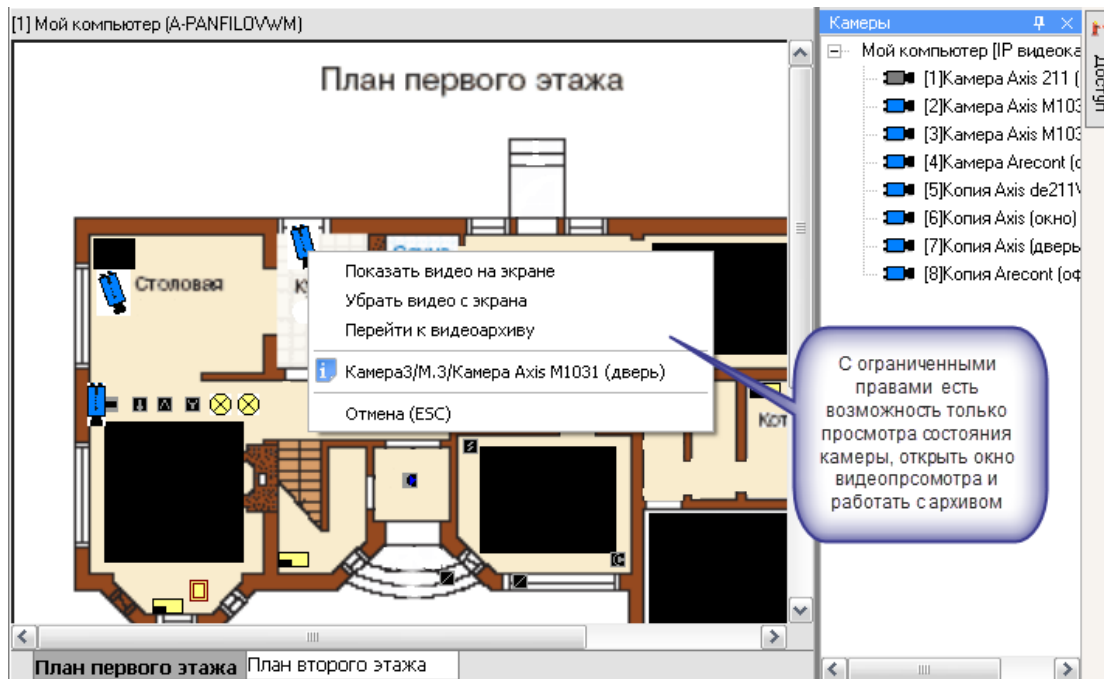 [1] Мой компьютер (A-PANFILOVWM)
План первого этажа
Столовая
Показать видео на экране
Убрать видео с экрана
Перейти к видеоархиву
Камера3/М.3/Камера Axis M1031 (дверь)
Отмена (ESC)
Кот
План первого этажа
План второго этажа
Камеры
Мой компьютер [IP видеока
[1]Камера Axis 211 (
[2]Камера Axis M103
[3]Камера Axis M103
[4]Камера Arecont (о
[5]Копия Axis de211V
[6]Копия Axis (окно)
[7]Копия Axis (дверь
[8]Копия Arecont (оф
Доступ
С ограниченными
правами есть
возможность только
просмотра состояния
камеры, открыть окно
видеопрсомотра и
работать с архивом